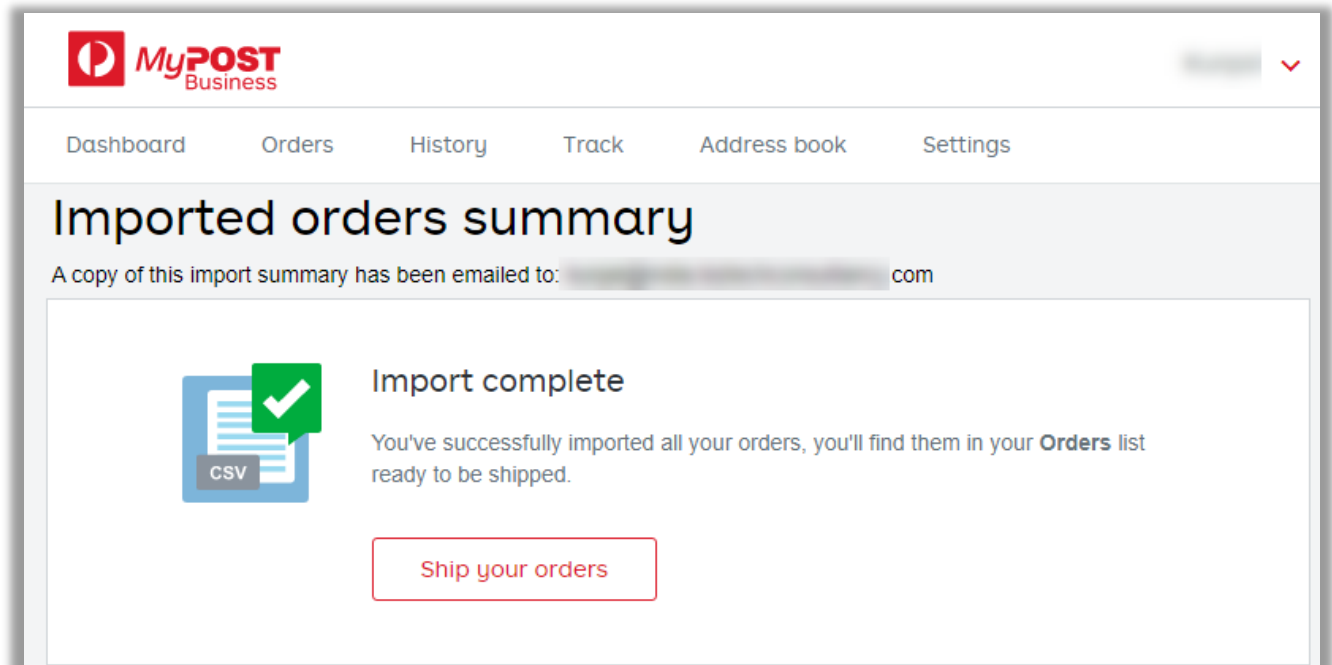 MyPOST
Business
Dashboard Orders History Track Address book Settings
Imported orders summary
A copy of this import summary has been emailed to: com
Import complete
You've successfully imported all your orders, you'll find them in your Orders list
ready to be shipped.
CSV
Ship your orders